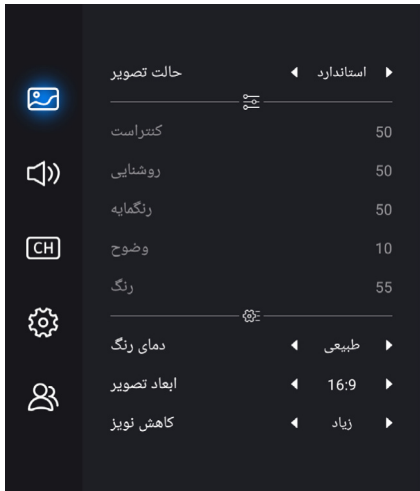 حالت تصویر استاندارد
کنتراست 50
روشنایی 50
رنگمایه 50
CH
وضوح 10
رنگ 55
دمای رنگ طبیعی
ابعاد تصویر 16:9
کاهش نویز زیاد